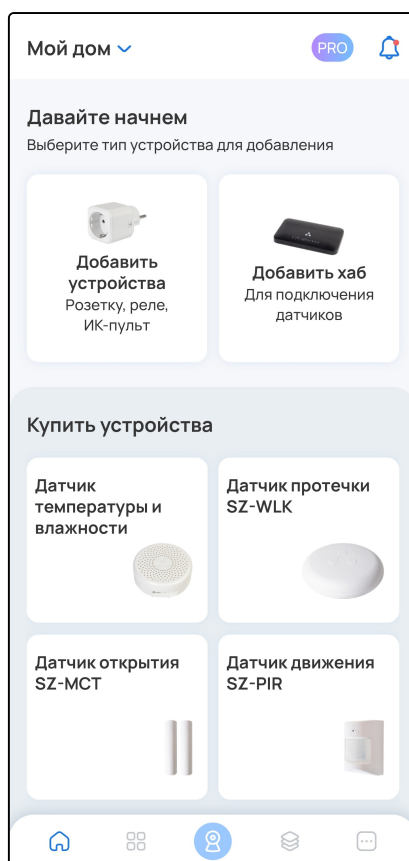 Мой дом
PRO
Давайте начнем
Выберите тип устройства для добавления
Добавить
устройства
Розетку, реле,
ИК-пульт
Добавить хаб
Для подключения
датчиков
Купить устройства
Датчик
температуры и
влажности
Датчик протечки
SZ-WLK
Датчик открытия
SZ-MCT
Датчик движения
SZ-PIR